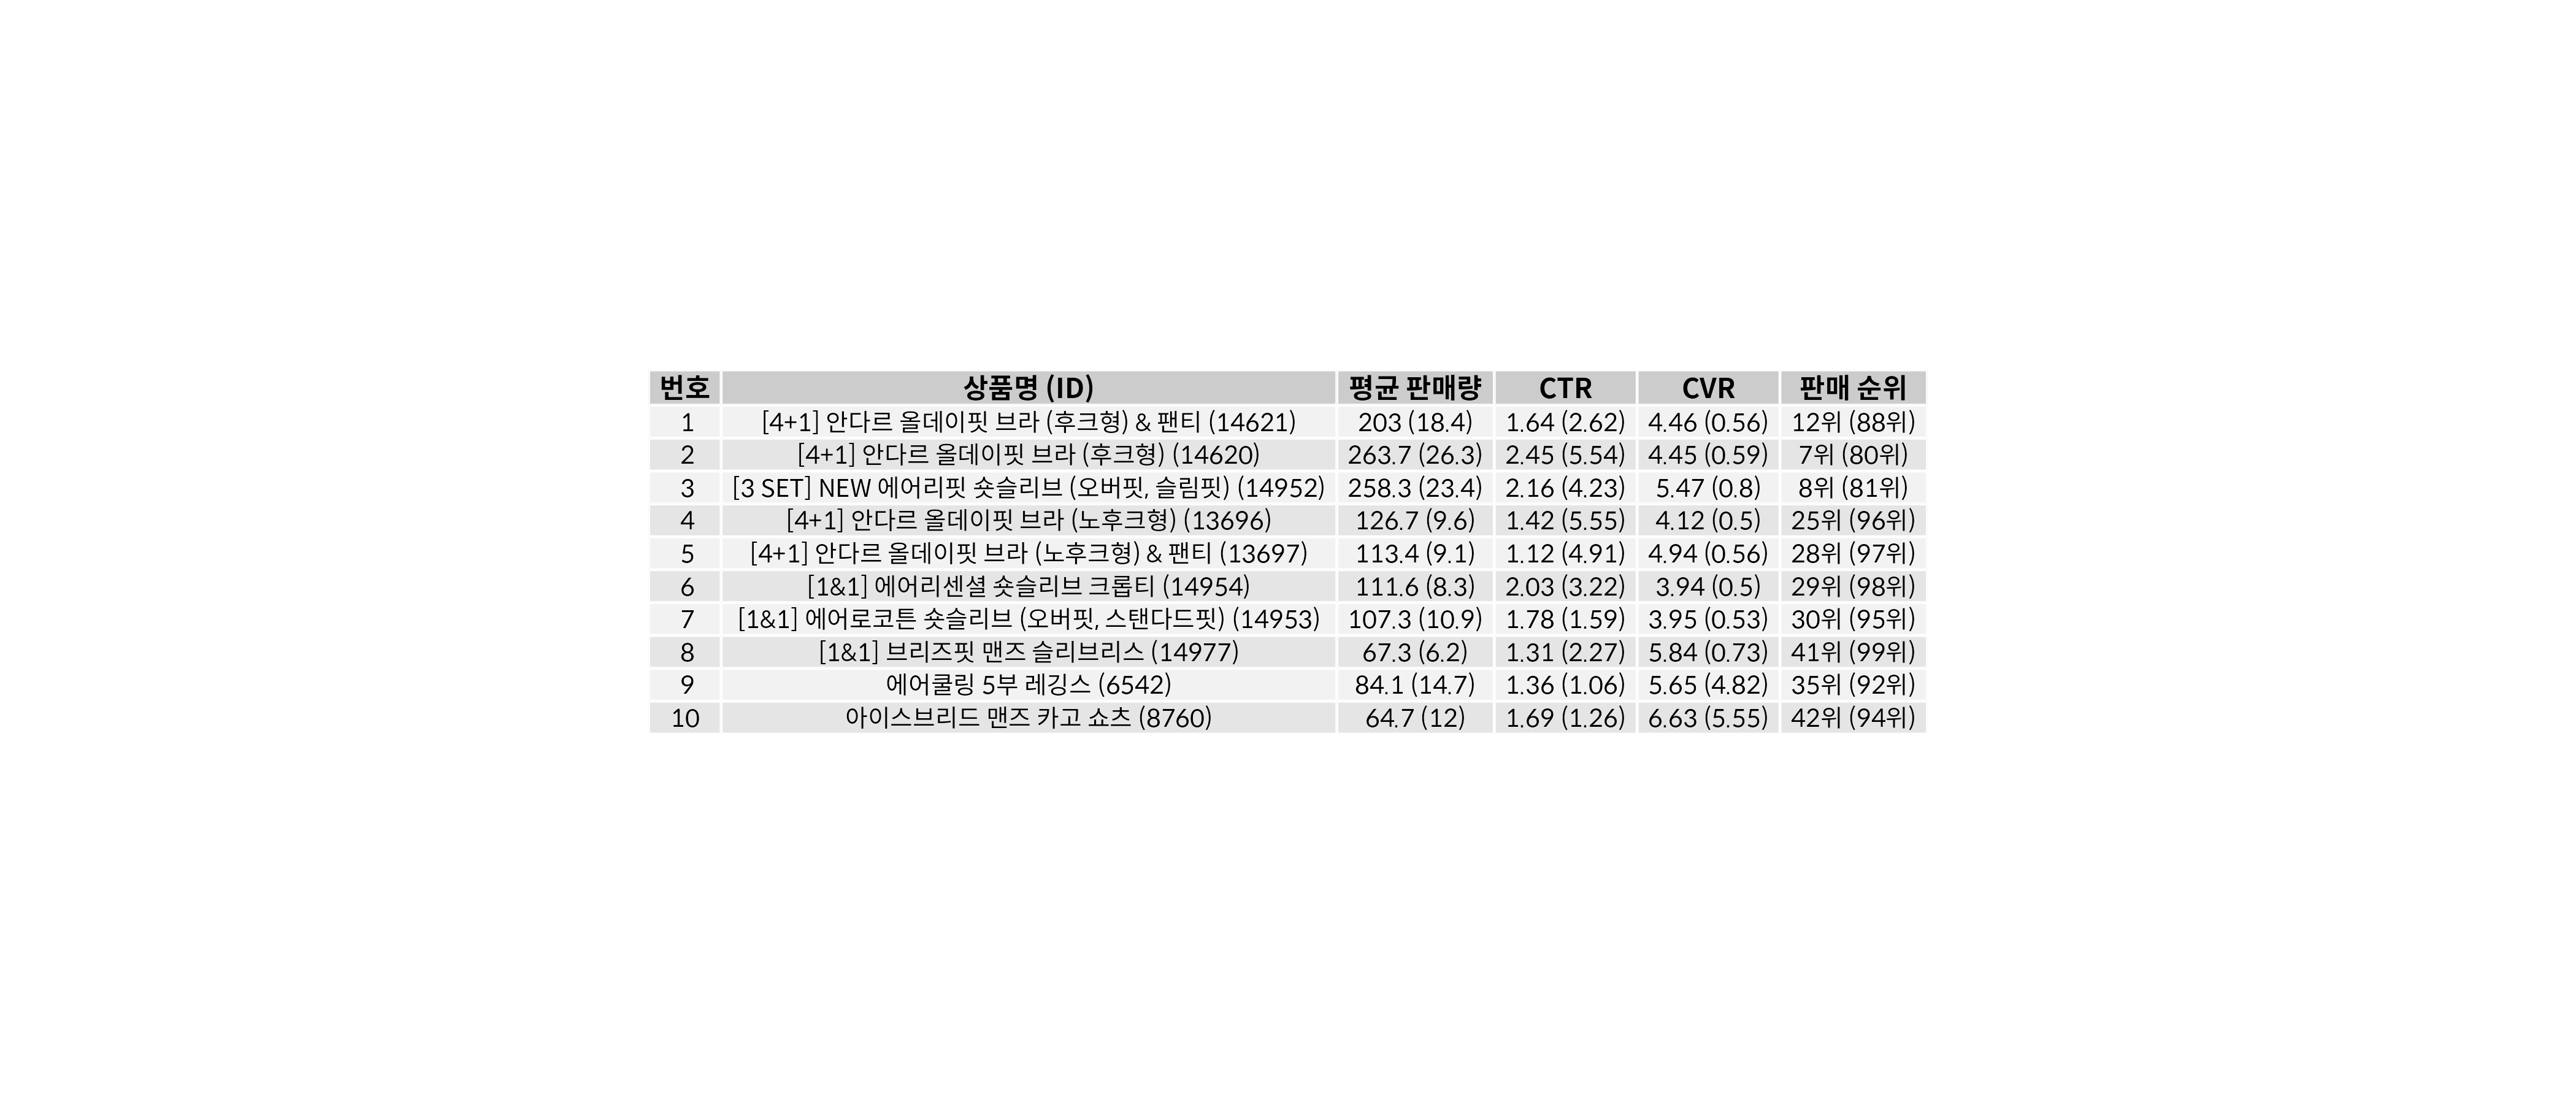 번호 상품명 (ID) 평균 판매량 CTR CVR 판매 순위
1 [4+1] 안다르 올데이핏 브라 (후크형) & 팬티 (14621) 203 (18.4) 1.64 (2.62) 4.46 (0.56) 12위 (88위)
2 [4+1] 안다르 올데이핏 브라 (후크형) (14620) 263.7 (26.3) 2.45 (5.54) 4.45 (0.59) 7위 (80위)
3 [3 SET] NEW 에어리핏 숏슬리브 (오버핏, 슬림핏) (14952) 258.3 (23.4) 2.16 (4.23) 5.47 (0.8) 8위 (81위)
4 [4+1] 안다르 올데이핏 브라 (노후크형) (13696) 126.7 (9.6) 1.42 (5.55) 4.12 (0.5) 25위 (96위)
5 [4+1] 안다르 올데이핏 브라 (노후크형) & 팬티 (13697) 113.4 (9.1) 1.12 (4.91) 4.94 (0.56) 28위 (97위)
6 [1&1] 에어리센셜 숏슬리브 크롭티 (14954) 111.6 (8.3) 2.03 (3.22) 3.94 (0.5) 29위 (98위)
7 [1&1] 에어로코튼 숏슬리브 (오버핏, 스탠다드핏) (14953) 107.3 (10.9) 1.78 (1.59) 3.95 (0.53) 30위 (95위)
8 [1&1] 브리즈핏 맨즈 슬리브리스 (14977) 67.3 (6.2) 1.31 (2.27) 5.84 (0.73) 41위 (99위)
9 에어쿨링 5부 레깅스 (6542) 84.1 (14.7) 1.36 (1.06) 5.65 (4.82) 35위 (92위)
10 아이스브리드 맨즈 카고 쇼츠 (8760) 64.7 (12) 1.69 (1.26) 6.63 (5.55) 42위 (94위)